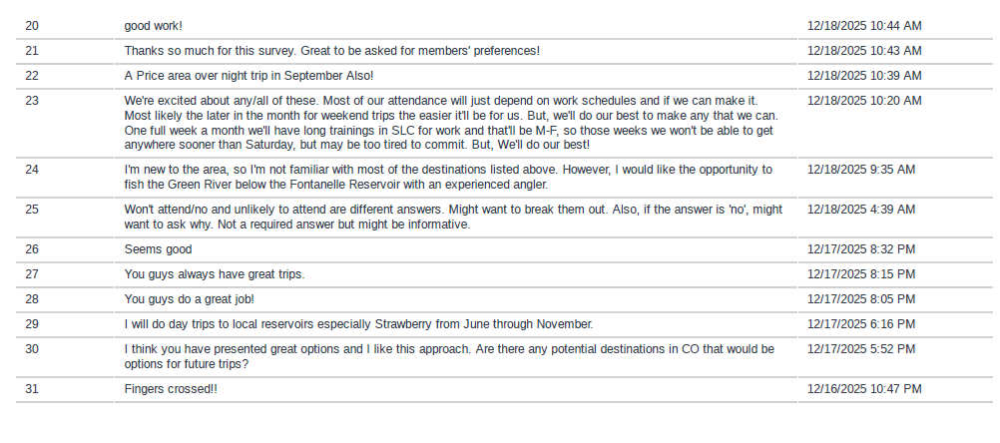 20 good work! 12/18/2025 10:44 AM
21 Thanks so much for this survey. Great to be asked for members' preferences! 12/18/2025 10:43 AM
22 A Price area over night trip in September Also! 12/18/2025 10:39 AM
23 We're excited about any/all of these. Most of our attendance will just depend on work schedules and if we can make it. 12/18/2025 10:20 AM
Most likely the later in the month for weekend trips the easier it'll be for us. But, we'll do our best to make any that we can.
One full week a month we'll have long trainings in SLC for work and that'll be M-F, so those weeks we won't be able to get
anywhere sooner than Saturday, but may be too tired to commit. But, We'll do our best!
24 I'm new to the area, so I'm not familiar with most of the destinations listed above. However, I would like the opportunity to 12/18/2025 9:35 AM
fish the Green River below the Fontanelle Reservoir with an experienced angler.
25 Won't attend/no and unlikely to attend are different answers. Might want to break them out. Also, if the answer is 'no', might 12/18/2025 4:39 AM
want to ask why. Not a required answer but might be informative.
26 Seems good 12/17/2025 8:32 PM
27 You guys always have great trips. 12/17/2025 8:15 PM
28 You guys do a great job! 12/17/2025 8:05 PM
29 I will do day trips to local reservoirs especially Strawberry from June through November. 12/17/2025 6:16 PM
30 I think you have presented great options and I like this approach. Are there any potential destinations in CO that would be 12/17/2025 5:52 PM
options for future trips?
31 Fingers crossed!! 12/16/2025 10:47 PM